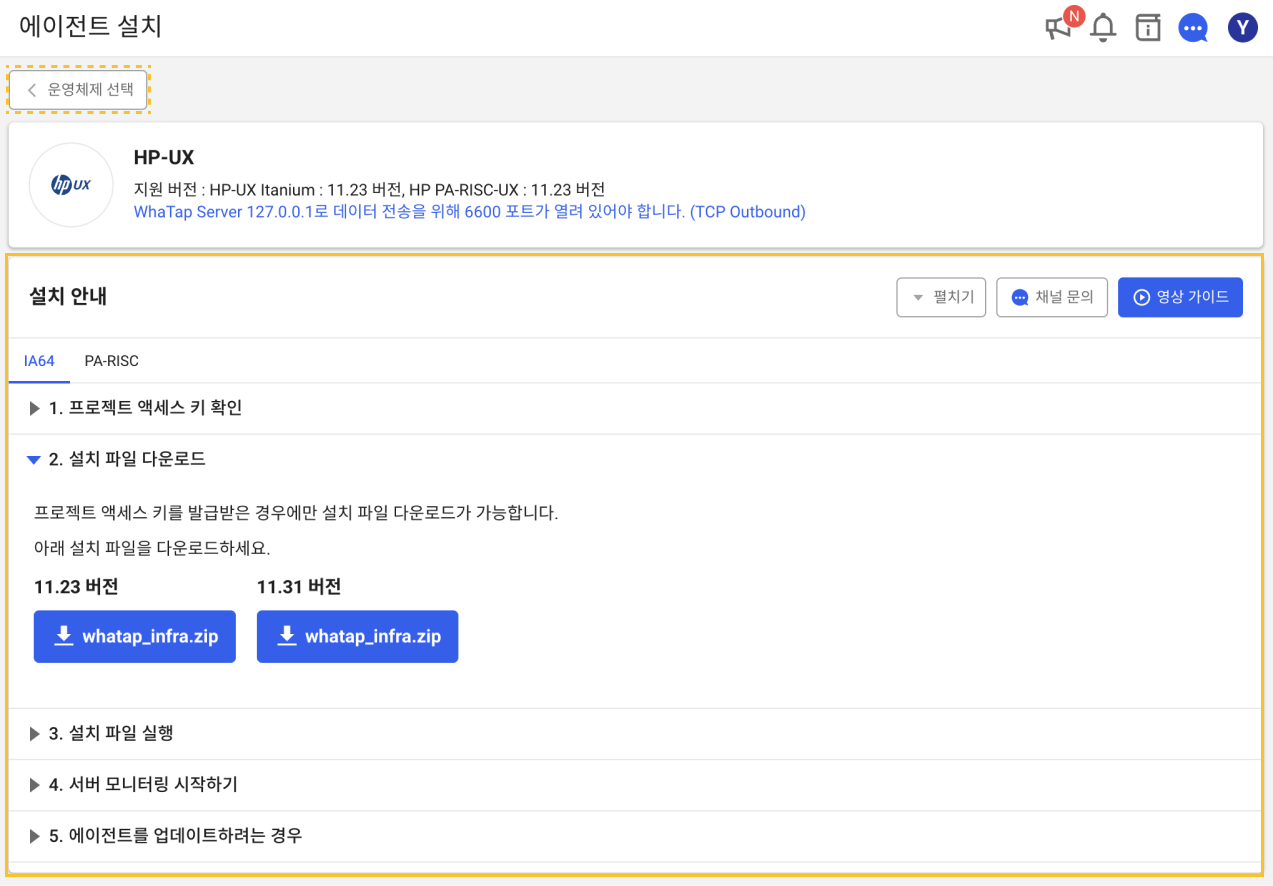 에이전트 설치
N
Y
운영체제 선택
hp UX
HP-UX
지원 버전 : HP-UX Itanium : 11.23 버전, HP PA-RISC-UX : 11.23 버전
WhaTap Server 127.0.0.1로 데이터 전송을 위해 6600 포트가 열려 있어야 합니다. (TCP Outbound)
설치 안내
펼치기
채널 문의
영상 가이드
IA64
PA-RISC
1. 프로젝트 액세스 키 확인
2. 설치 파일 다운로드
프로젝트 액세스 키를 발급받은 경우에만 설치 파일 다운로드가 가능합니다.
아래 설치 파일을 다운로드하세요.
11.23 버전
11.31 버전
whatap_infra.zip
whatap_infra.zip
3. 설치 파일 실행
4. 서버 모니터링 시작하기
5. 에이전트를 업데이트하려는 경우